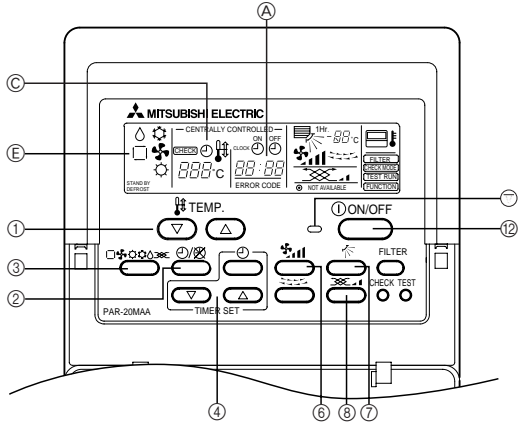 Ⓐ
Ⓒ
MITSUBISHI ELECTRIC
CENTRALLY CONTROLLED
ON OFF
1Hr.
-88°C
Ⓔ
CHECK
CLOCK
888°C
88:88
FILTER
CHECK MODE
TEST RUN
FUNCTION
STAND BY
DEFROST
ERROR CODE
NOT AVAILABLE
TEMP.
ON/OFF
①
⑫
③
FILTER
②
CHECK TEST
PAR-20MAA
TIMER SET
④
⑥
⑧
⑦